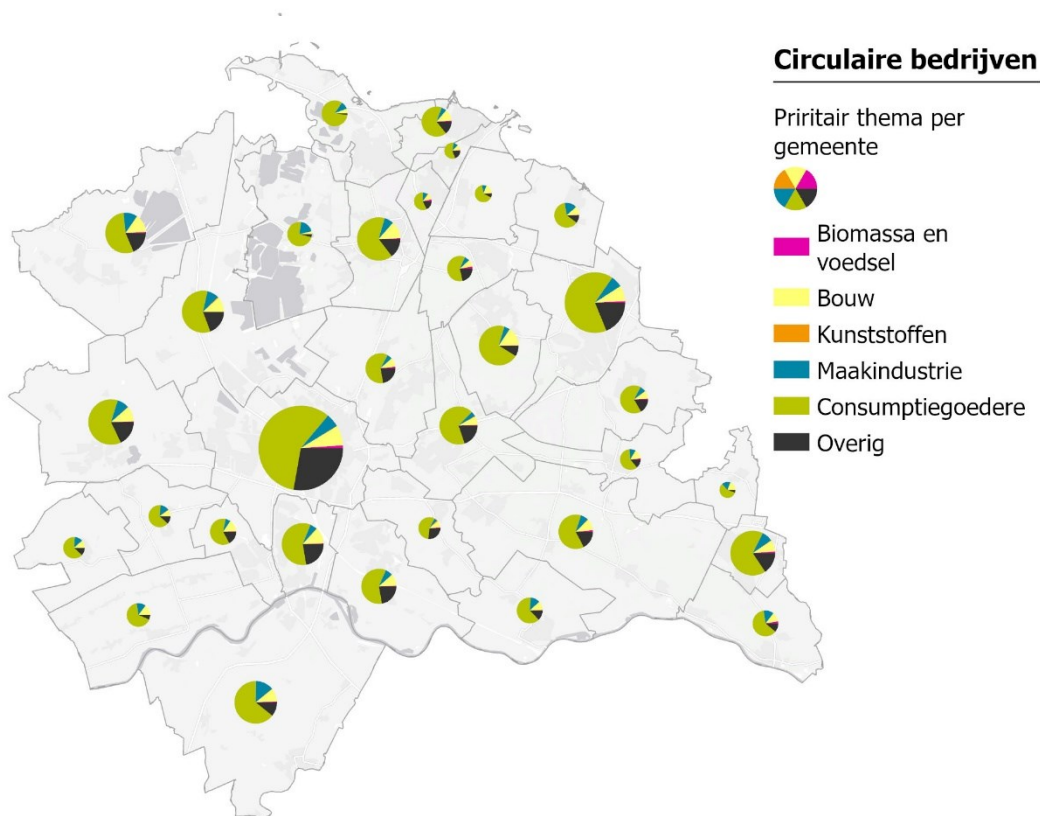 Circulaire bedrijven
Priritair thema per
gemeente
Biomassa en
voedsel
Bouw
Kunststoffen
Maakindustrie
Consumptiegoedere
Overig